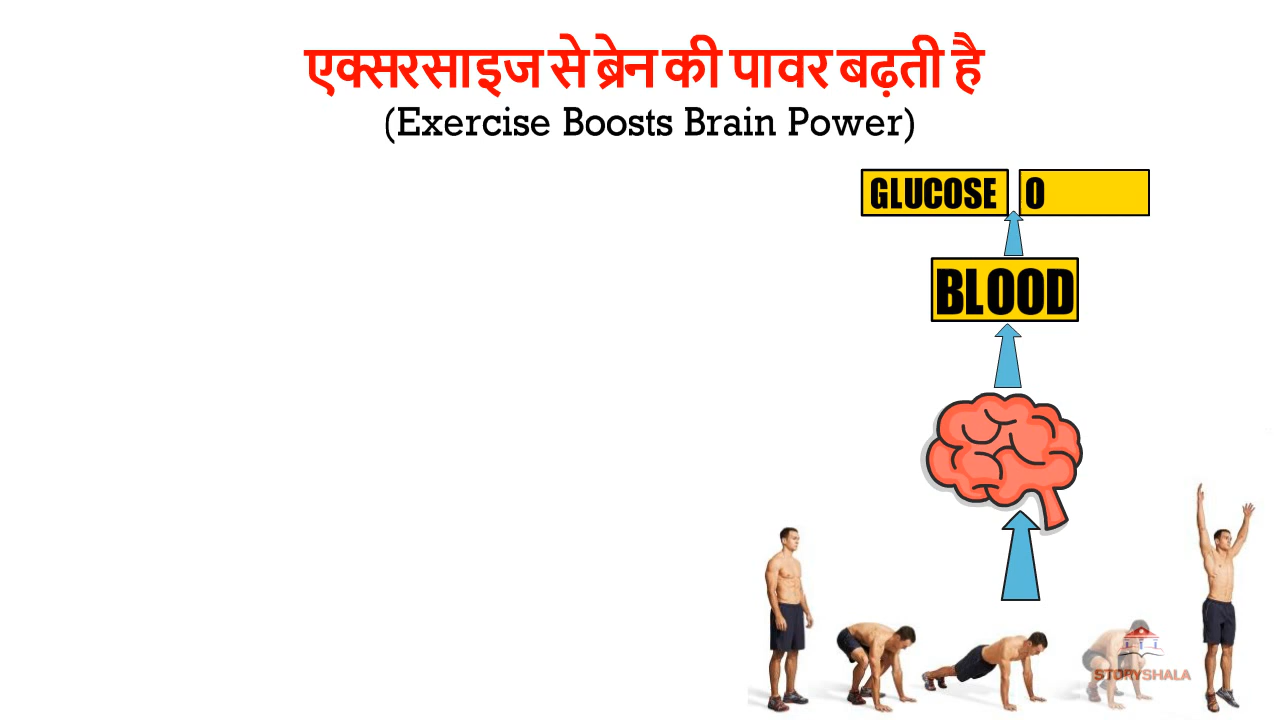 एक्सरसाइज से ब्रेन की पावर बढ़ती है
(Exercise Boosts Brain Power)
GLUCOSE O
BLOOD
STORYSHALA